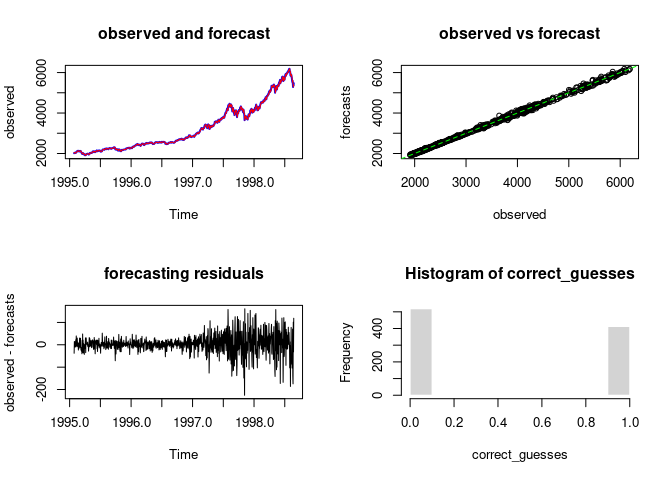 observed and forecast
observed
2000 4000 6000
1995.0 1996.0 1997.0 1998.0
Time
observed vs forecast
forecasts
2000 4000 6000
2000 3000 4000 5000 6000
observed
forecasting residuals
observed - forecasts
-200 0
1995.0 1996.0 1997.0 1998.0
Time
Histogram of correct_guesses
Frequency
0 200 400
0.0 0.2 0.4 0.6 0.8 1.0
correct_guesses